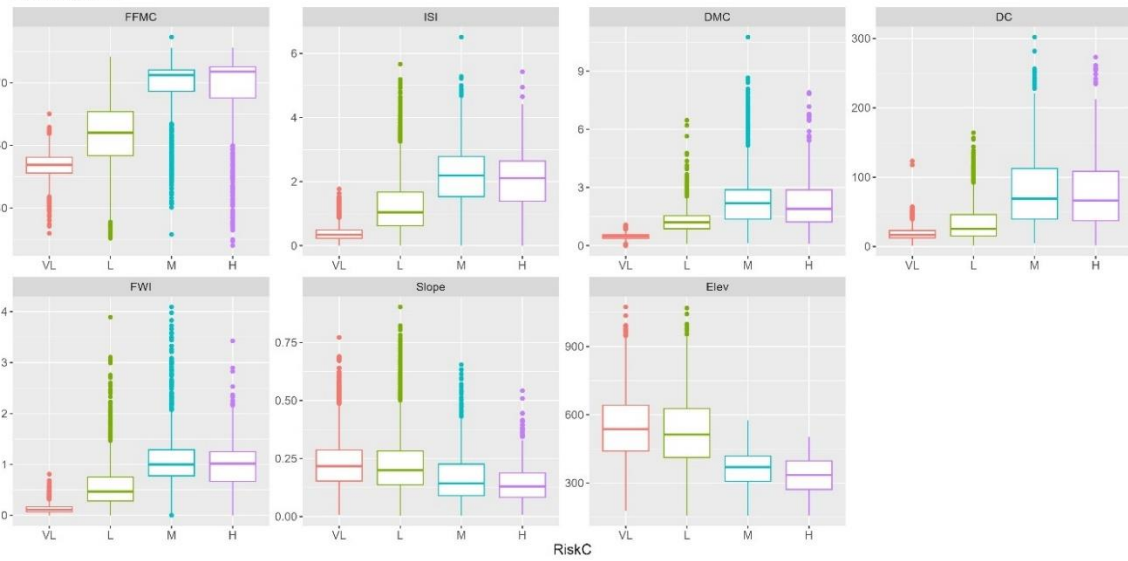 FFMC ISI DMC DC
70 6 9 300
4 6 200
2 3 100
0 0 0
VL L M H VL L M H VL L M H VL L M H
FWI Slope Elev
4 0.75 900
3 0.50 600
2 0.25 300
1 0.00
0
VL L M H VL L M H VL L M H
RiskC